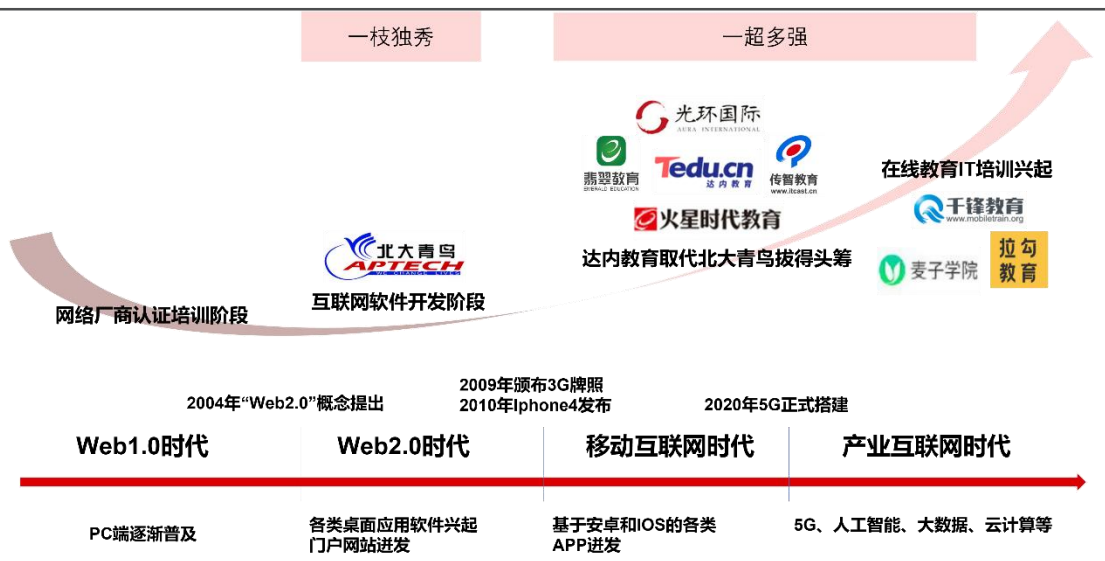 一枝独秀
一超多强
光环国际
AURA INTERNATIONAL
翡翠教育
EMERALD EDUCATION
Tedu.cn
达内教育
传智教育
www.itcast.cn
火星时代教育
达内教育取代北大青鸟拔得头筹
在线教育IT培训兴起
千锋教育
www.mobiletrain.org
麦子学院
拉勾
教育
北大青鸟
APTECH
WE CHANGE LIVES
互联网软件开发阶段
网络厂商认证培训阶段
2004年“Web2.0”概念提出
2009年颁布3G牌照
2010年Iphone4发布
2020年5G正式搭建
Web1.0时代
Web2.0时代
移动互联网时代
产业互联网时代
PC端逐渐普及
各类桌面应用软件兴起
门户网站迸发
基于安卓和IOS的各类
APP迸发
5G、人工智能、大数据、云计算等